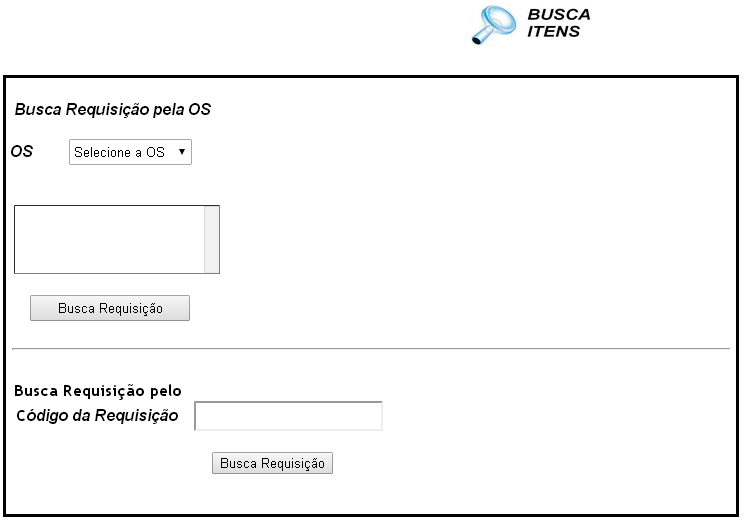 BUSCA
ITENS
Busca Requisição pela OS
OS
Selecione a OS
Busca Requisição
Busca Requisição pelo
Código da Requisição
Busca Requisição